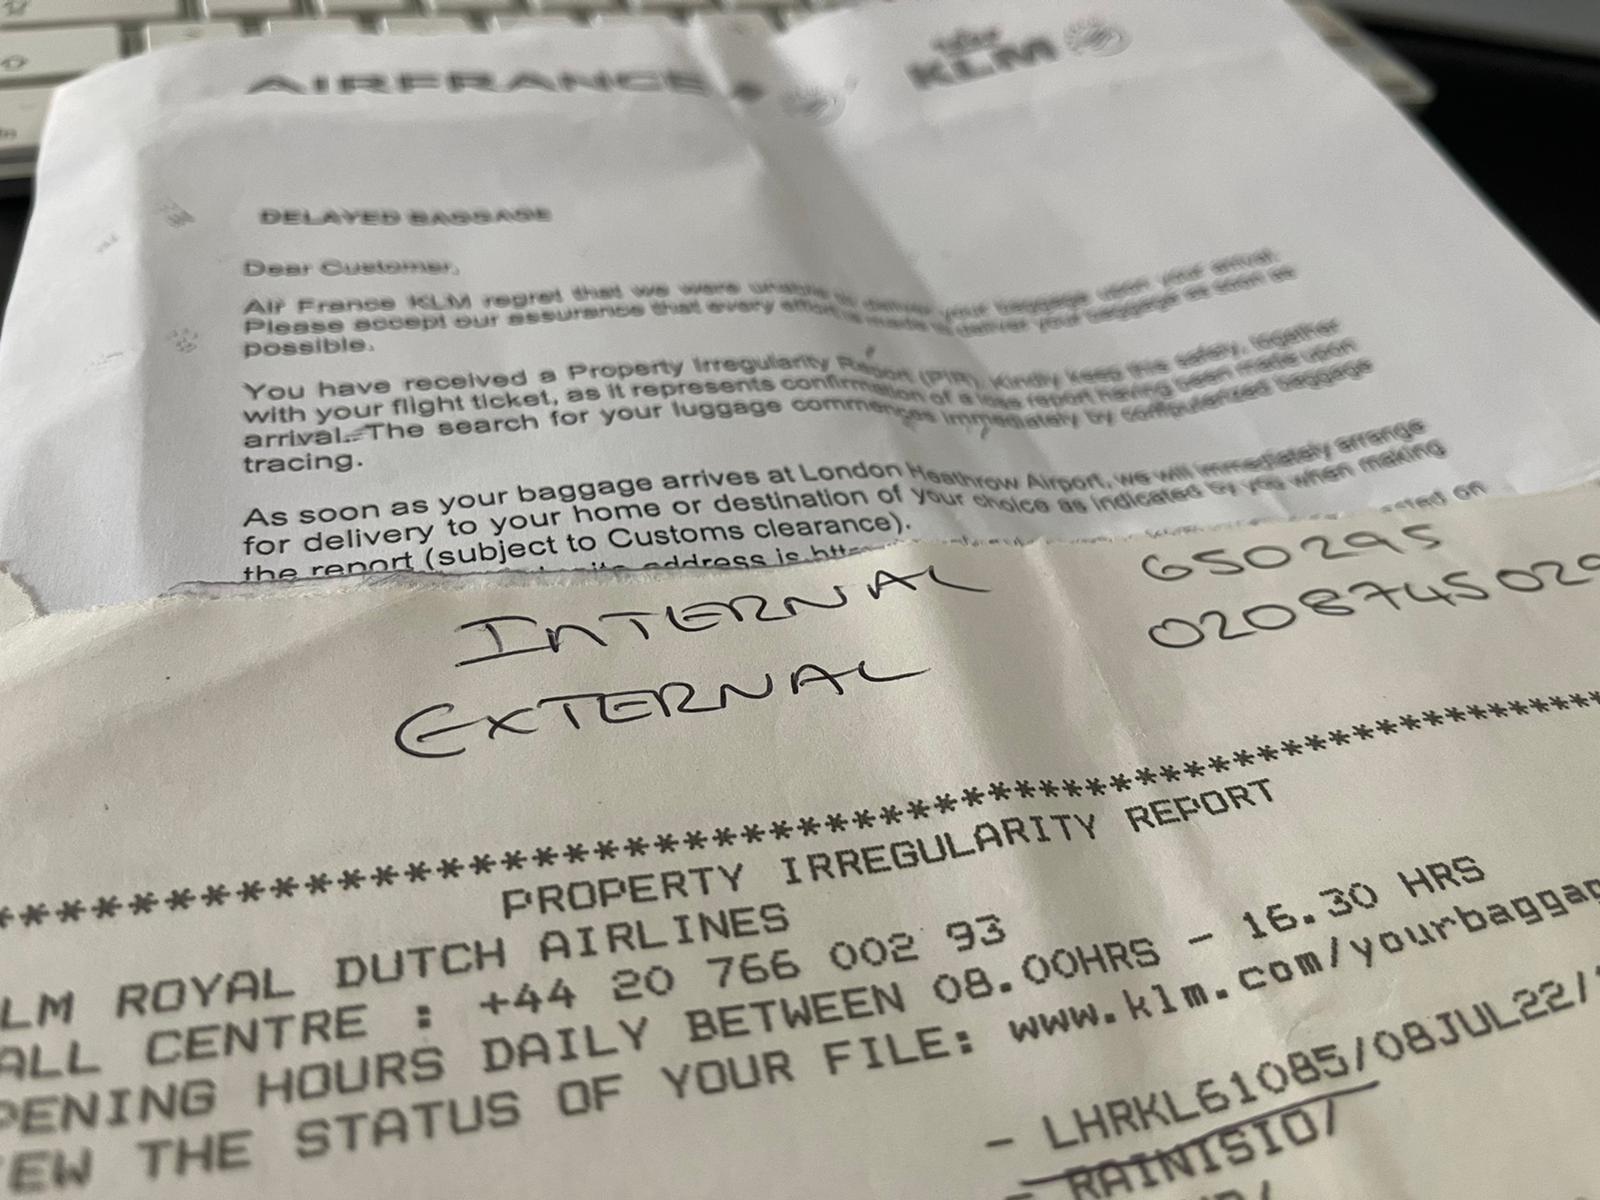 AIRFRANCE
KLM
DELAYED BAGGAGE
Dear Customer,
Air France KLM regret that we were unable to deliver your baggage upon your arrival.
Please accept our assurance that every effort is made to deliver your baggage as soon as
possible.
You have received a Property Irregularity Report (PIR). Kindly keep this safely, together
with your flight ticket, as it represents confirmation of a loss report having been made upon
arrival. The search for your luggage commences immediately by computerized baggage
tracing.
As soon as your baggage arrives at London Heathrow Airport, we will immediately arrange
for delivery to your home or destination of your choice as indicated by you when making
the report (subject to Customs clearance).
address is
INTERNAL 650295
EXTERNAL 020874502
****************************************************
PROPERTY IRREGULARITY REPORT
LM ROYAL DUTCH AIRLINES
ALL CENTRE : +44 20 766 002 93
PENING HOURS DAILY BETWEEN 08.00HRS - 16.30 HRS
EW THE STATUS OF YOUR FILE: www.klm.com/yourbaggag
- LHRKL61085/08JUL22/
- RAINISIO/